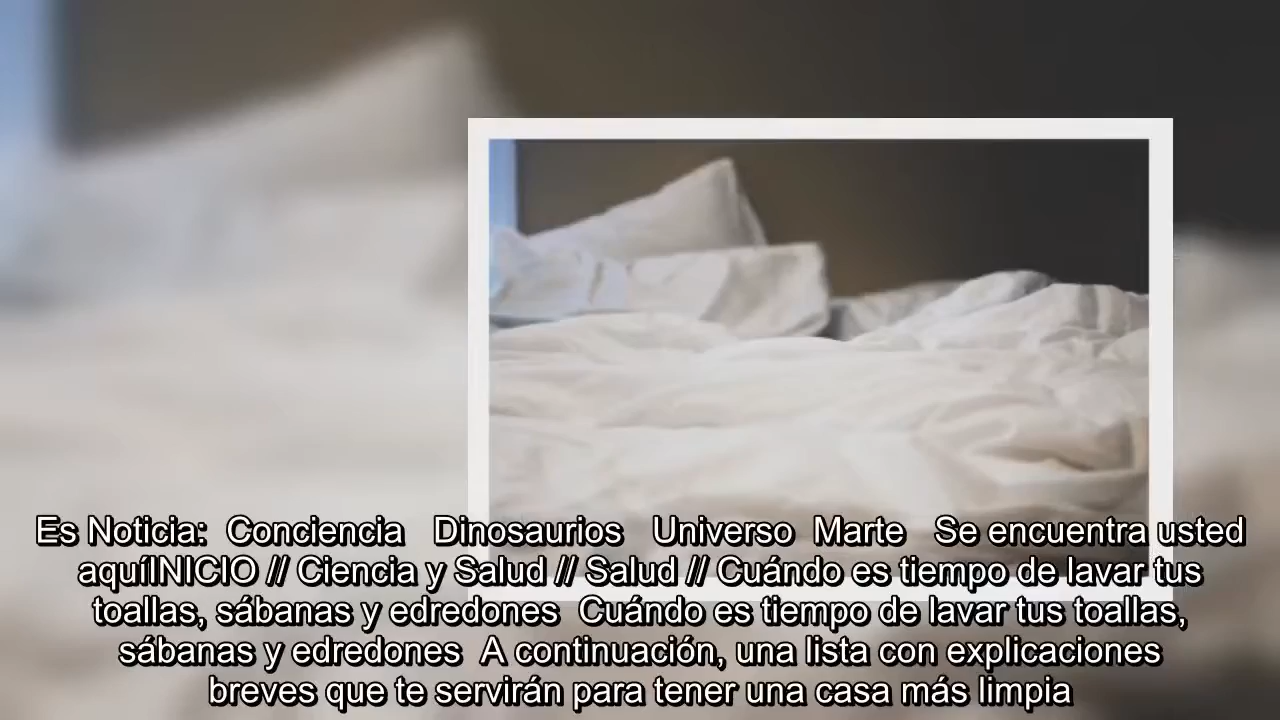 Es Noticia:  Conciencia   Dinosaurios   Universo  Marte   Se encuentra usted
aquíINICIO // Ciencia y Salud // Salud // Cuándo es tiempo de lavar tus
toallas, sábanas y edredones  Cuándo es tiempo de lavar tus toallas,
sábanas y edredones  A continuación, una lista con explicaciones
breves que te servirán para tener una casa más limpia